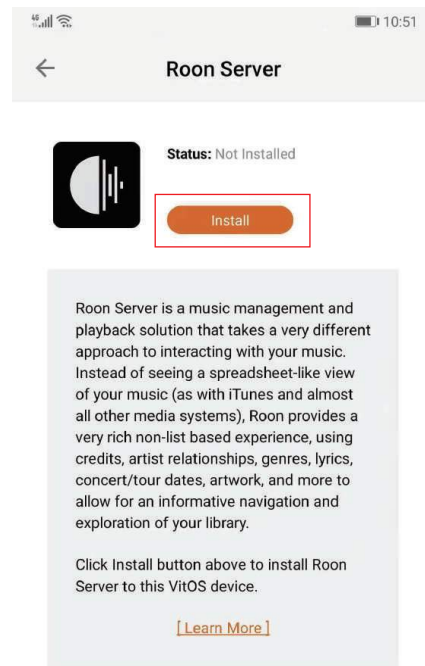 4G
10:51
Roon Server
Status: Not Installed
Install
Roon Server is a music management and
playback solution that takes a very different
approach to interacting with your music.
Instead of seeing a spreadsheet-like view
of your music (as with iTunes and almost
all other media systems), Roon provides a
very rich non-list based experience, using
credits, artist relationships, genres, lyrics,
concert/tour dates, artwork, and more to
allow for an informative navigation and
exploration of your library.
Click Install button above to install Roon
Server to this VitOS device.
[ Learn More ]